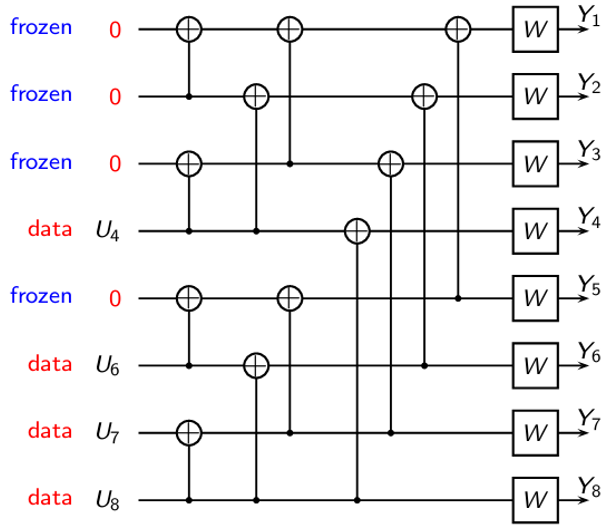 frozen 0 W Y₁
frozen 0 W Y₂
frozen 0 W Y₃
data U₄ W Y₄
frozen 0 W Y₅
data U₆ W Y₆
data U₇ W Y₇
data U₈ W Y₈